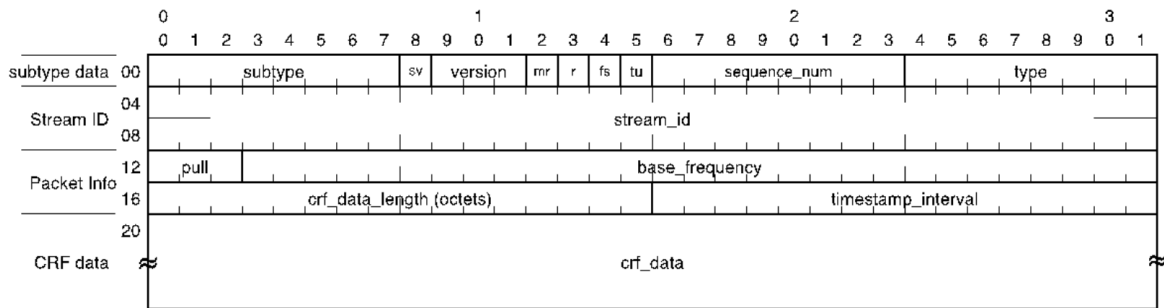 0 1 2 3
0 1 2 3 4 5 6 7 8 9 0 1 2 3 4 5 6 7 8 9 0 1 2 3 4 5 6 7 8 9 0 1
subtype data 00 subtype sv version mr r fs tu sequence_num type
04
Stream ID stream_id
08
12 pull base_frequency
Packet Info
16 crf_data_length (octets) timestamp_interval
20
CRF data crf_data